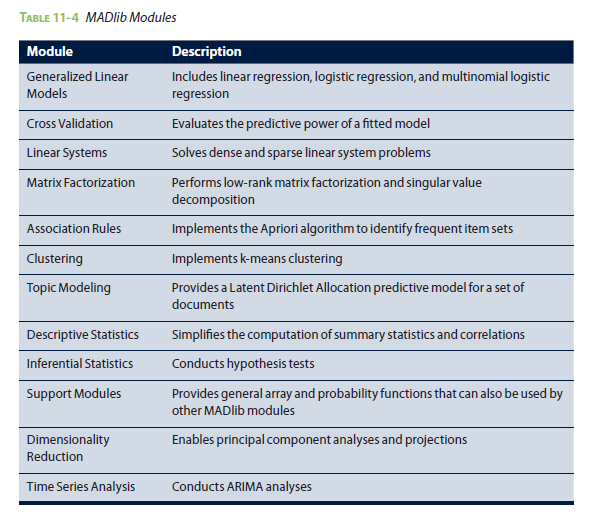 TABLE 11-4 MADlib Modules
Module Description
Generalized Linear Includes linear regression, logistic regression, and multinomial logistic
Models regression
Cross Validation Evaluates the predictive power of a fitted model
Linear Systems Solves dense and sparse linear system problems
Matrix Factorization Performs low-rank matrix factorization and singular value
decomposition
Association Rules Implements the Apriori algorithm to identify frequent item sets
Clustering Implements k-means clustering
Topic Modeling Provides a Latent Dirichlet Allocation predictive model for a set of
documents
Descriptive Statistics Simplifies the computation of summary statistics and correlations
Inferential Statistics Conducts hypothesis tests
Support Modules Provides general array and probability functions that can also be used by
other MADlib modules
Dimensionality Enables principal component analyses and projections
Reduction
Time Series Analysis Conducts ARIMA analyses